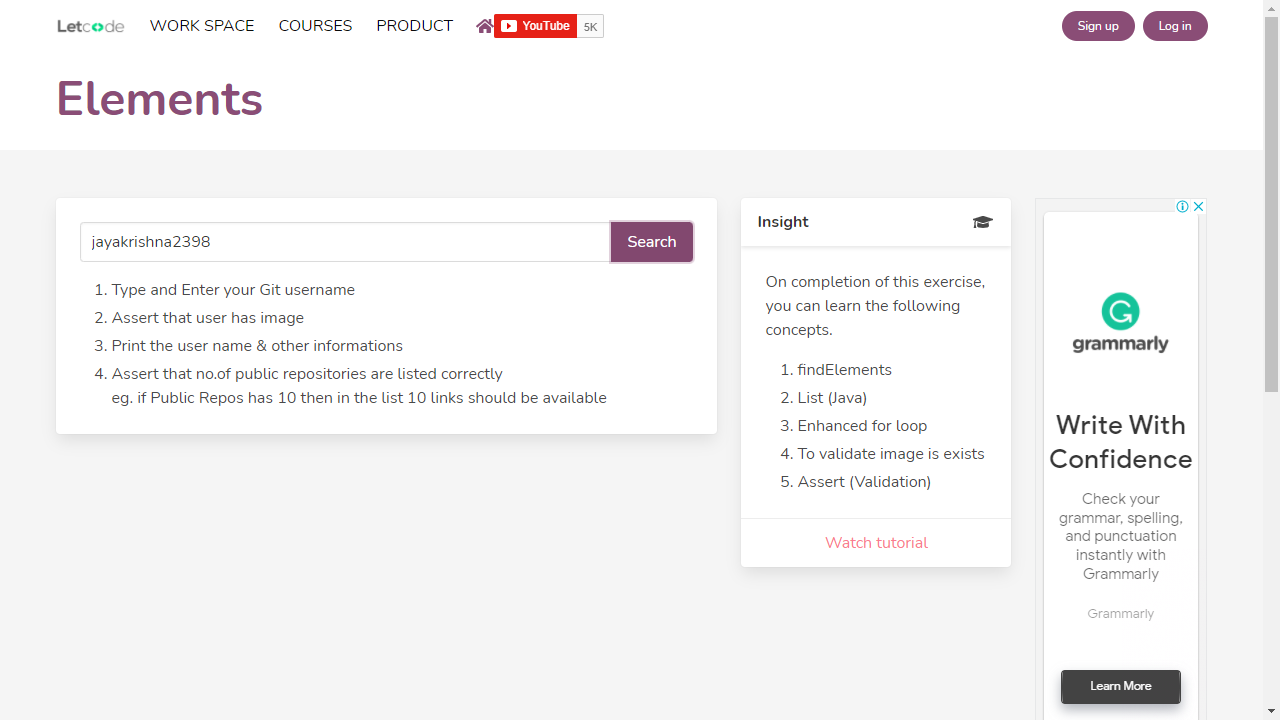 Letcode WORK SPACE COURSES PRODUCT YouTube 5K Sign up Log in
Elements
jayakrishna2398 Search
1. Type and Enter your Git username
2. Assert that user has image
3. Print the user name & other informations
4. Assert that no.of public repositories are listed correctly
eg. if Public Repos has 10 then in the list 10 links should be available
Insight
On completion of this exercise,
you can learn the following
concepts.
1. findElements
2. List (Java)
3. Enhanced for loop
4. To validate image is exists
5. Assert (Validation)
Watch tutorial
grammarly
Write With
Confidence
Check your
grammar, spelling,
and punctuation
instantly with
Grammarly
Grammarly
Learn More